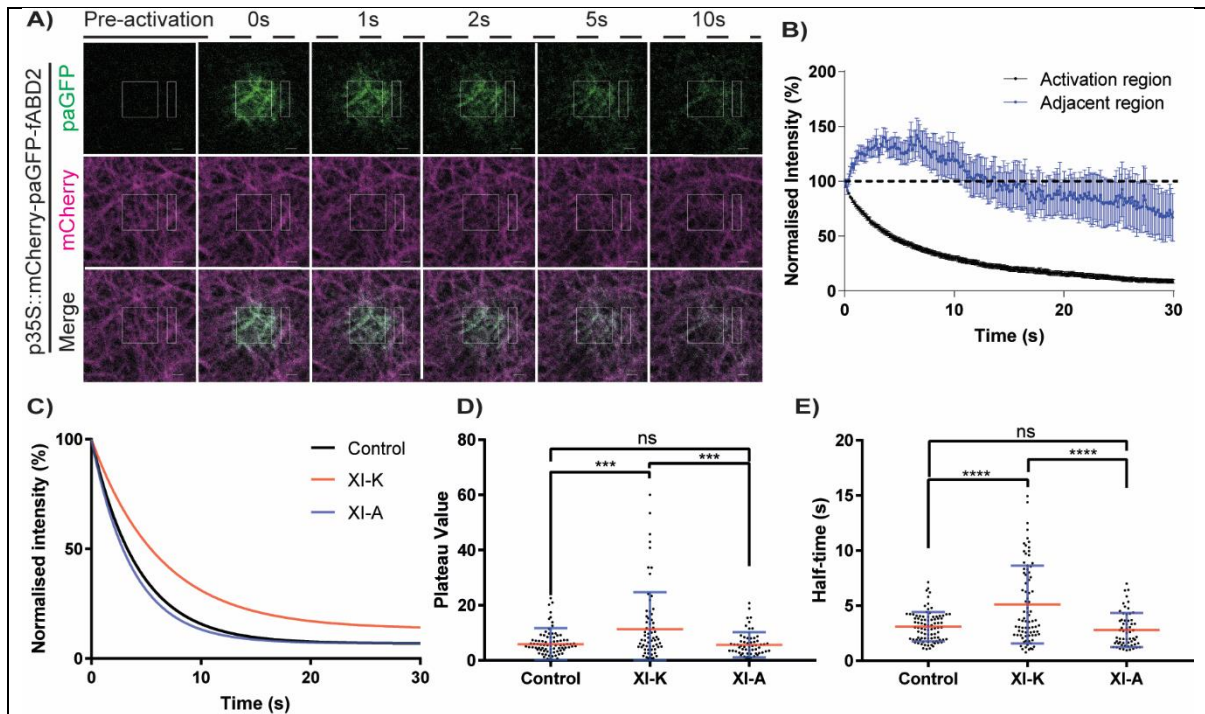 A)
Pre-activation 0s 1s 2s 5s 10s
p35S::mCherry-paGFP-fABD2
paGFP
mCherry
Merge
B)
Normalised Intensity (%)
200
150
100
50
0
0 10 20 30
Time (s)
Activation region
Adjacent region
C)
Normalised intensity (%)
100
50
0
0 10 20 30
Time (s)
Control
XI-K
XI-A
D)
Plateau Value
80
60
40
20
0
ns
*** ***
Control XI-K XI-A
E)
Half-time (s)
20
15
10
5
0
ns
**** ****
Control XI-K XI-A